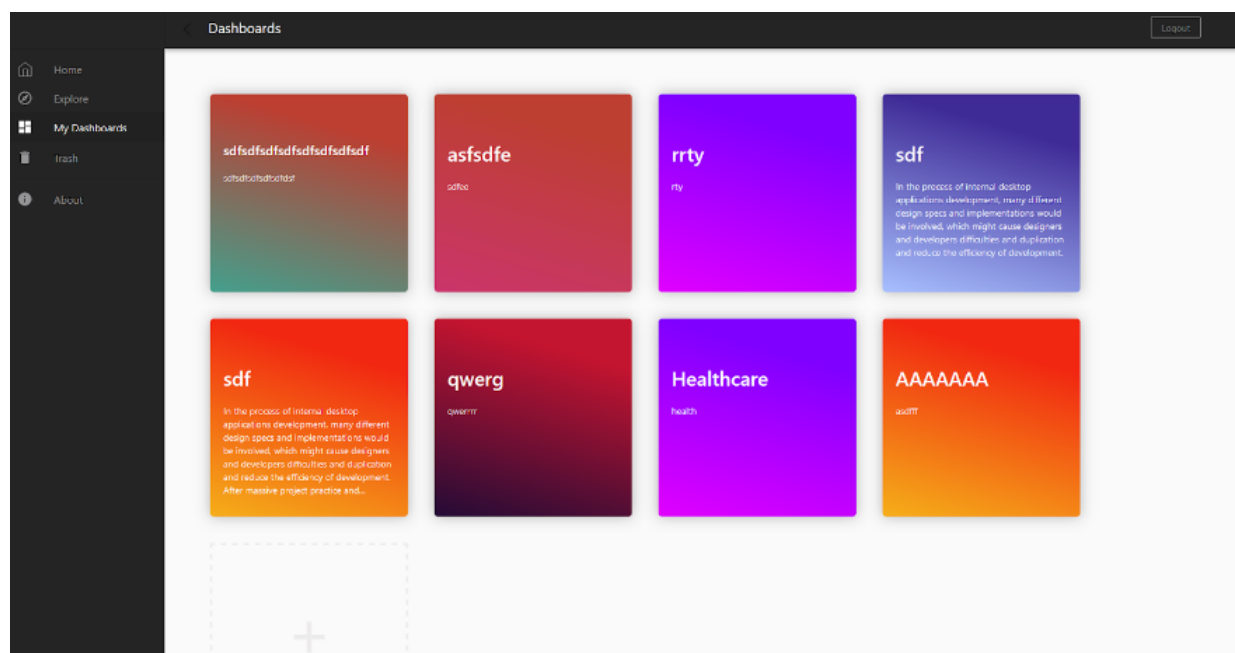 Dashboards
Logout
Home
Explore
My Dashboards
Trash
About
sdfsdfsdfsdfsdfsdfsdfsdf
asfsdfe
sdfee
rrty
rty
sdf
In the process of internal desktop
applications development, many different
design specs and implementations would
be involved, which might cause designers
and developers difficulties and duplication
and reduce the efficiency of development.
sdf
In the process of internal desktop
applications development, many different
design specs and implementations would
be involved, which might cause designers
and developers difficulties and duplication
and reduce the efficiency of development.
After massive project practice and...
qwerg
qwerrrr
Healthcare
health
AAAAAAA
asdfff